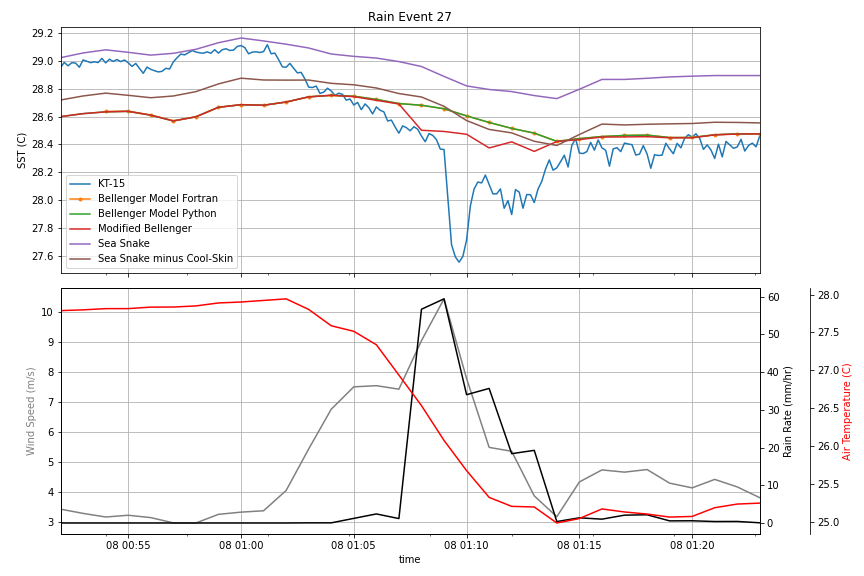 Rain Event 27
SST (C)
29.2
29.0
28.8
28.6
28.4
28.2
28.0
27.8
27.6
KT-15
Bellenger Model Fortran
Bellenger Model Python
Modified Bellenger
Sea Snake
Sea Snake minus Cool-Skin
Wind Speed (m/s)
10
9
8
7
6
5
4
3
60
50
40
30
20
10
0
Rain Rate (mm/hr)
28.0
27.5
27.0
26.5
26.0
25.5
25.0
Air Temperature (C)
08 00:55 08 01:00 08 01:05 08 01:10 08 01:15 08 01:20
time